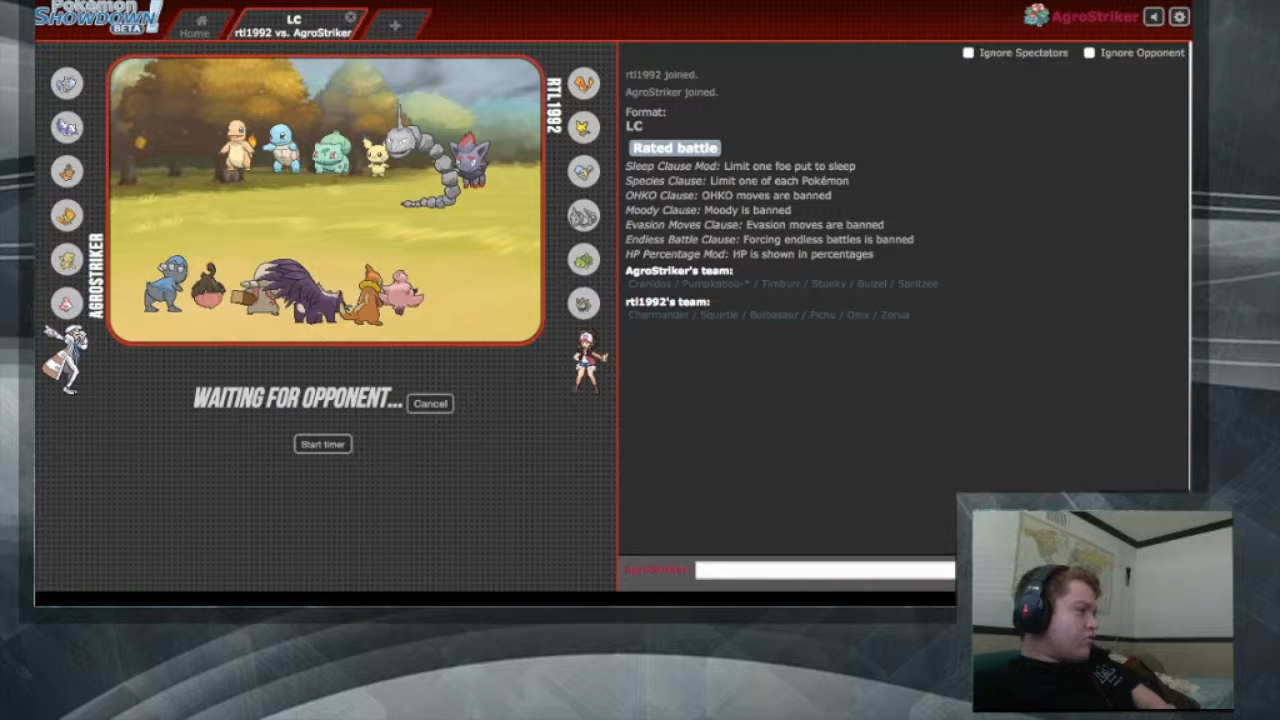 Pokémon
SHOWDOWN!
BETA
Home
LC
rtl1992 vs. AgroStriker
+
AgroStriker
Ignore Spectators
Ignore Opponent
RTL1992
AGROSTRIKER
WAITING FOR OPPONENT...
Cancel
Start timer
rtl1992 joined.
AgroStriker joined.
Format:
LC
Rated battle
Sleep Clause Mod: Limit one foe put to sleep
Species Clause: Limit one of each Pokémon
OHKO Clause: OHKO moves are banned
Moody Clause: Moody is banned
Evasion Moves Clause: Evasion moves are banned
Endless Battle Clause: Forcing endless battles is banned
HP Percentage Mod: HP is shown in percentages
AgroStriker's team:
Cranidos / Pumpkaboo-* / Timburr / Stunky / Buizel / Spritzee
rtl1992's team:
Charmander / Squirtle / Bulbasaur / Pichu / Onix / Zorua
AgroStriker: